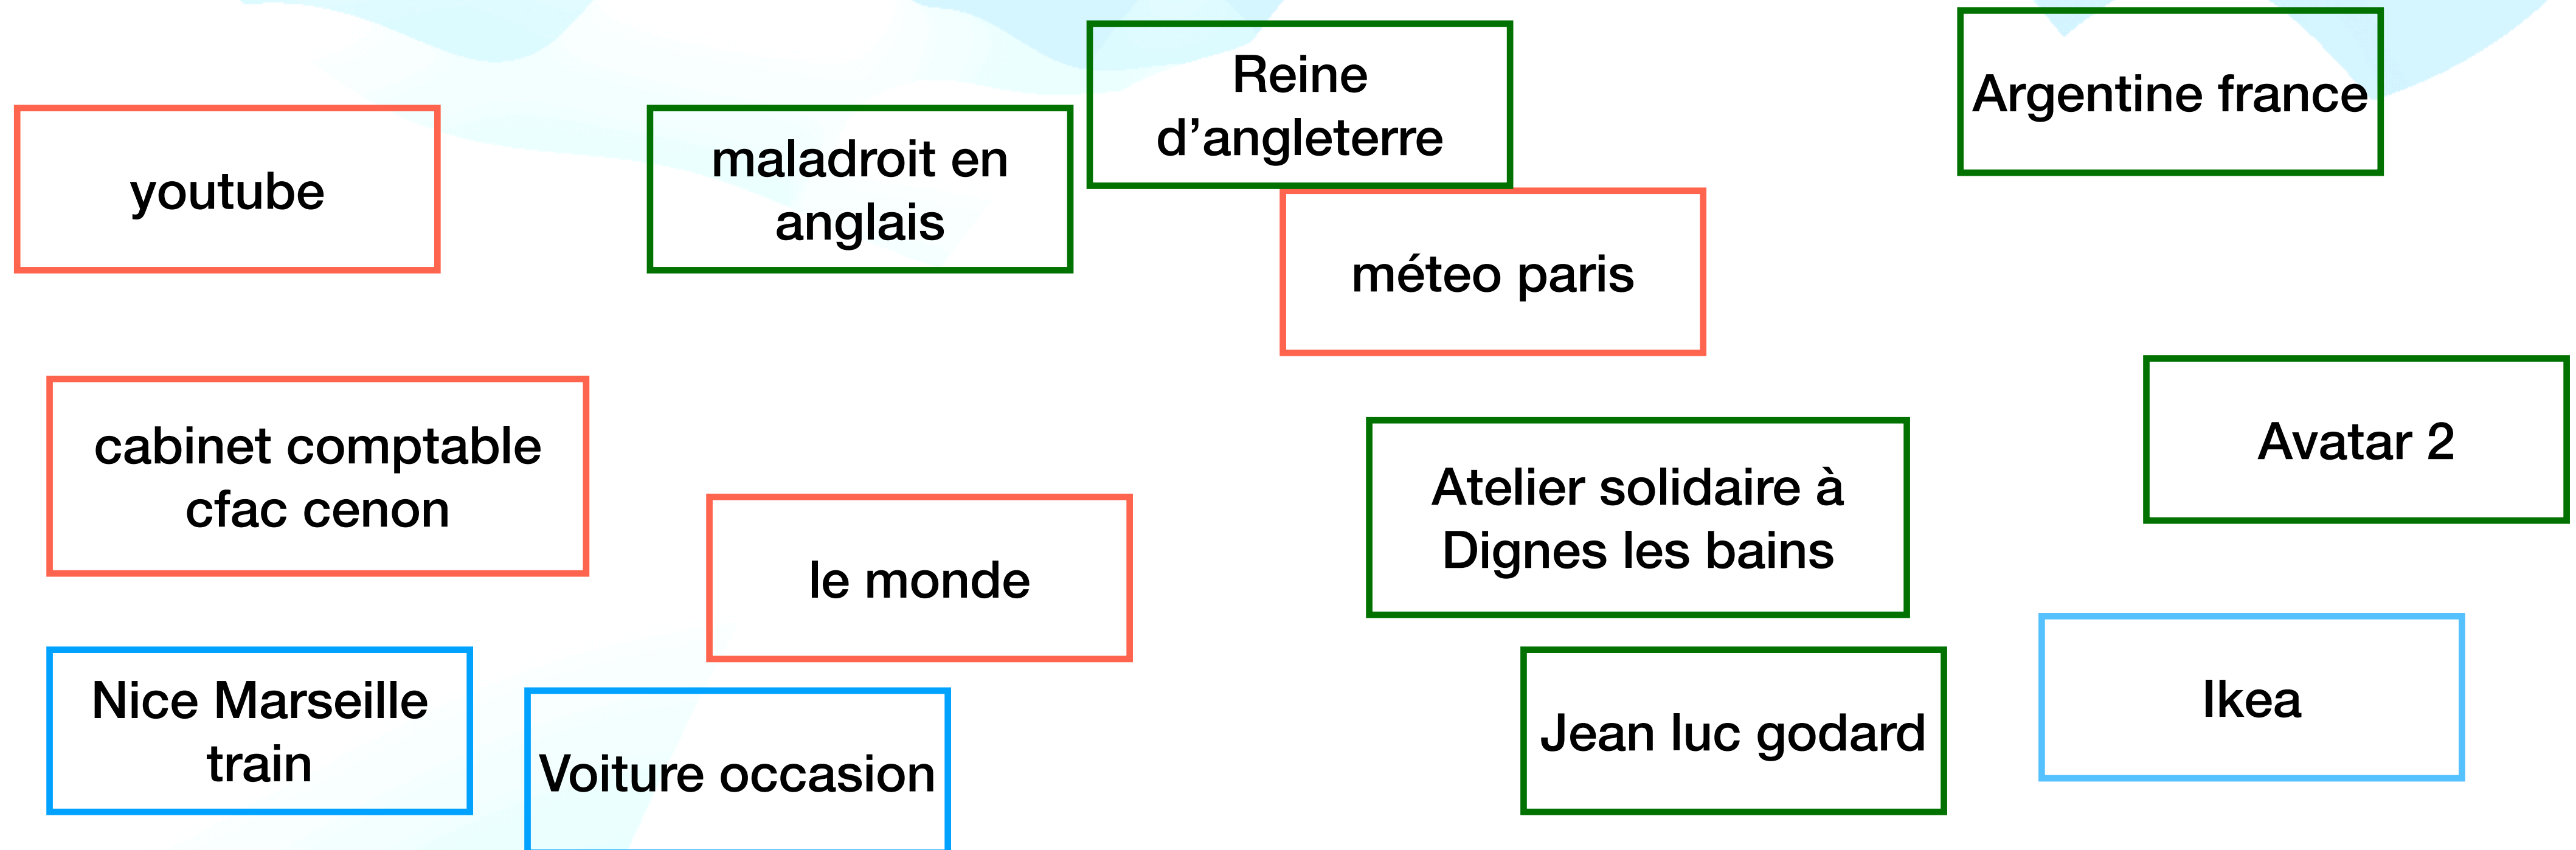 Reine
d’angleterre
Argentine france
youtube
maladroit en
anglais
méteo paris
cabinet comptable
cfac cenon
le monde
Atelier solidaire à
Dignes les bains
Avatar 2
Nice Marseille
train
Voiture occasion
Jean luc godard
Ikea